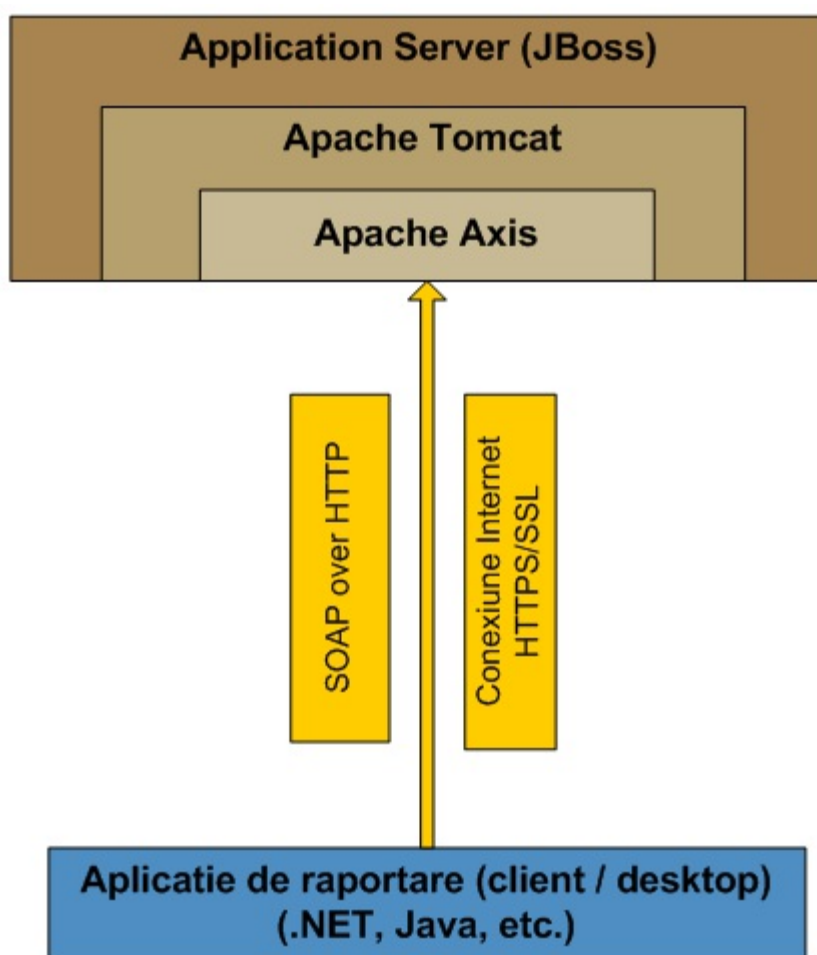 Application Server (JBoss)
Apache Tomcat
Apache Axis
SOAP over HTTP
Conexiune Internet
HTTPS/SSL
Aplicatie de raportare (client / desktop)
(.NET, Java, etc.)